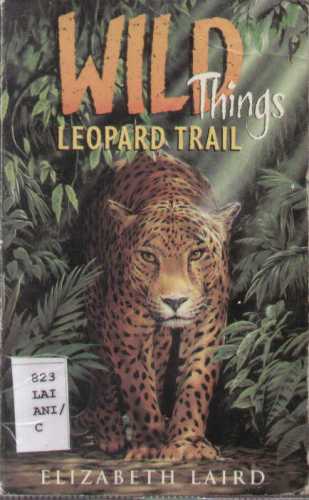 WILD
Things
LEOPARD TRAIL
823
LAI
ANI/
C
ELIZABETH LAIRD